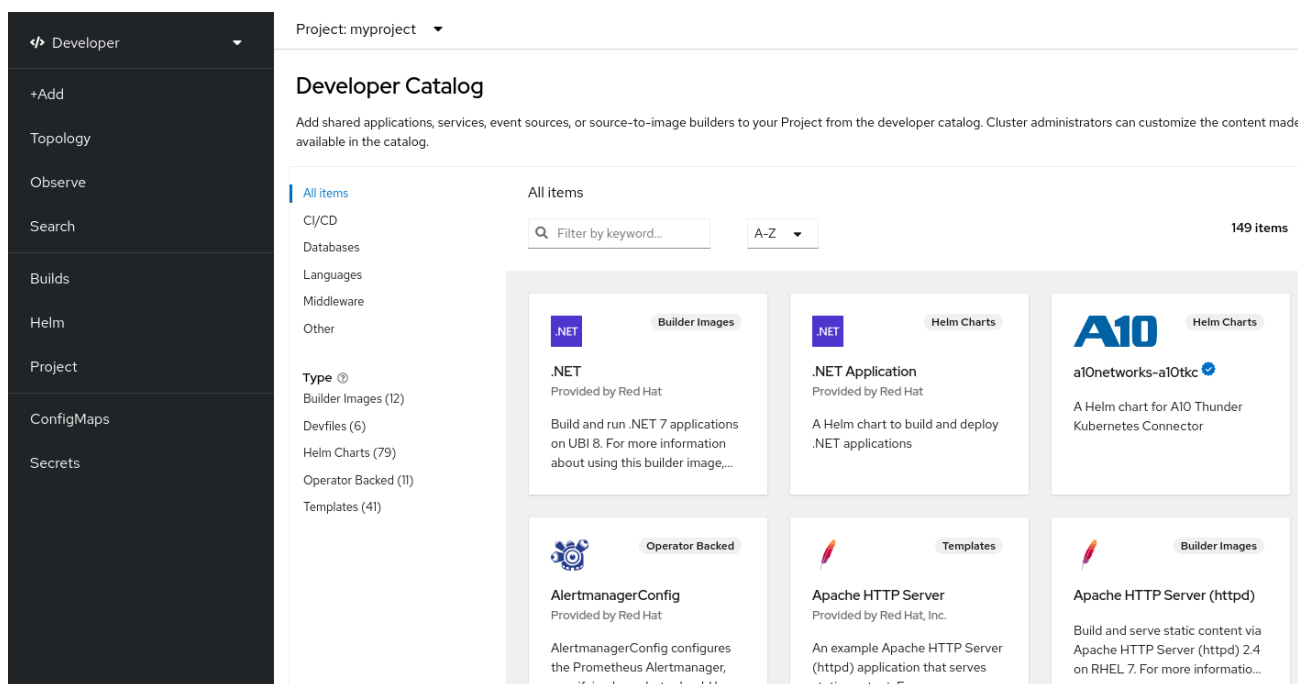 Developer
+Add
Topology
Observe
Search
Builds
Helm
Project
ConfigMaps
Secrets
Project: myproject
Developer Catalog
Add shared applications, services, event sources, or source-to-image builders to your Project from the developer catalog. Cluster administrators can customize the content made
available in the catalog.
All items
CI/CD
Databases
Languages
Middleware
Other
Type
Builder Images (12)
Devfiles (6)
Helm Charts (79)
Operator Backed (11)
Templates (41)
All items
Filter by keyword...
A-Z
149 items
.NET
Builder Images
.NET
Provided by Red Hat
Build and run .NET 7 applications
on UBI 8. For more information
about using this builder image,...
.NET
Helm Charts
.NET Application
Provided by Red Hat
A Helm chart to build and deploy
.NET applications
A10
Helm Charts
a10networks-a10tkc
A Helm chart for A10 Thunder
Kubernetes Connector
Operator Backed
AlertmanagerConfig
Provided by Red Hat
AlertmanagerConfig configures
the Prometheus Alertmanager,
Templates
Apache HTTP Server
Provided by Red Hat, Inc.
An example Apache HTTP Server
(httpd) application that serves
Builder Images
Apache HTTP Server (httpd)
Build and serve static content via
Apache HTTP Server (httpd) 2.4
on RHEL 7. For more informatio...